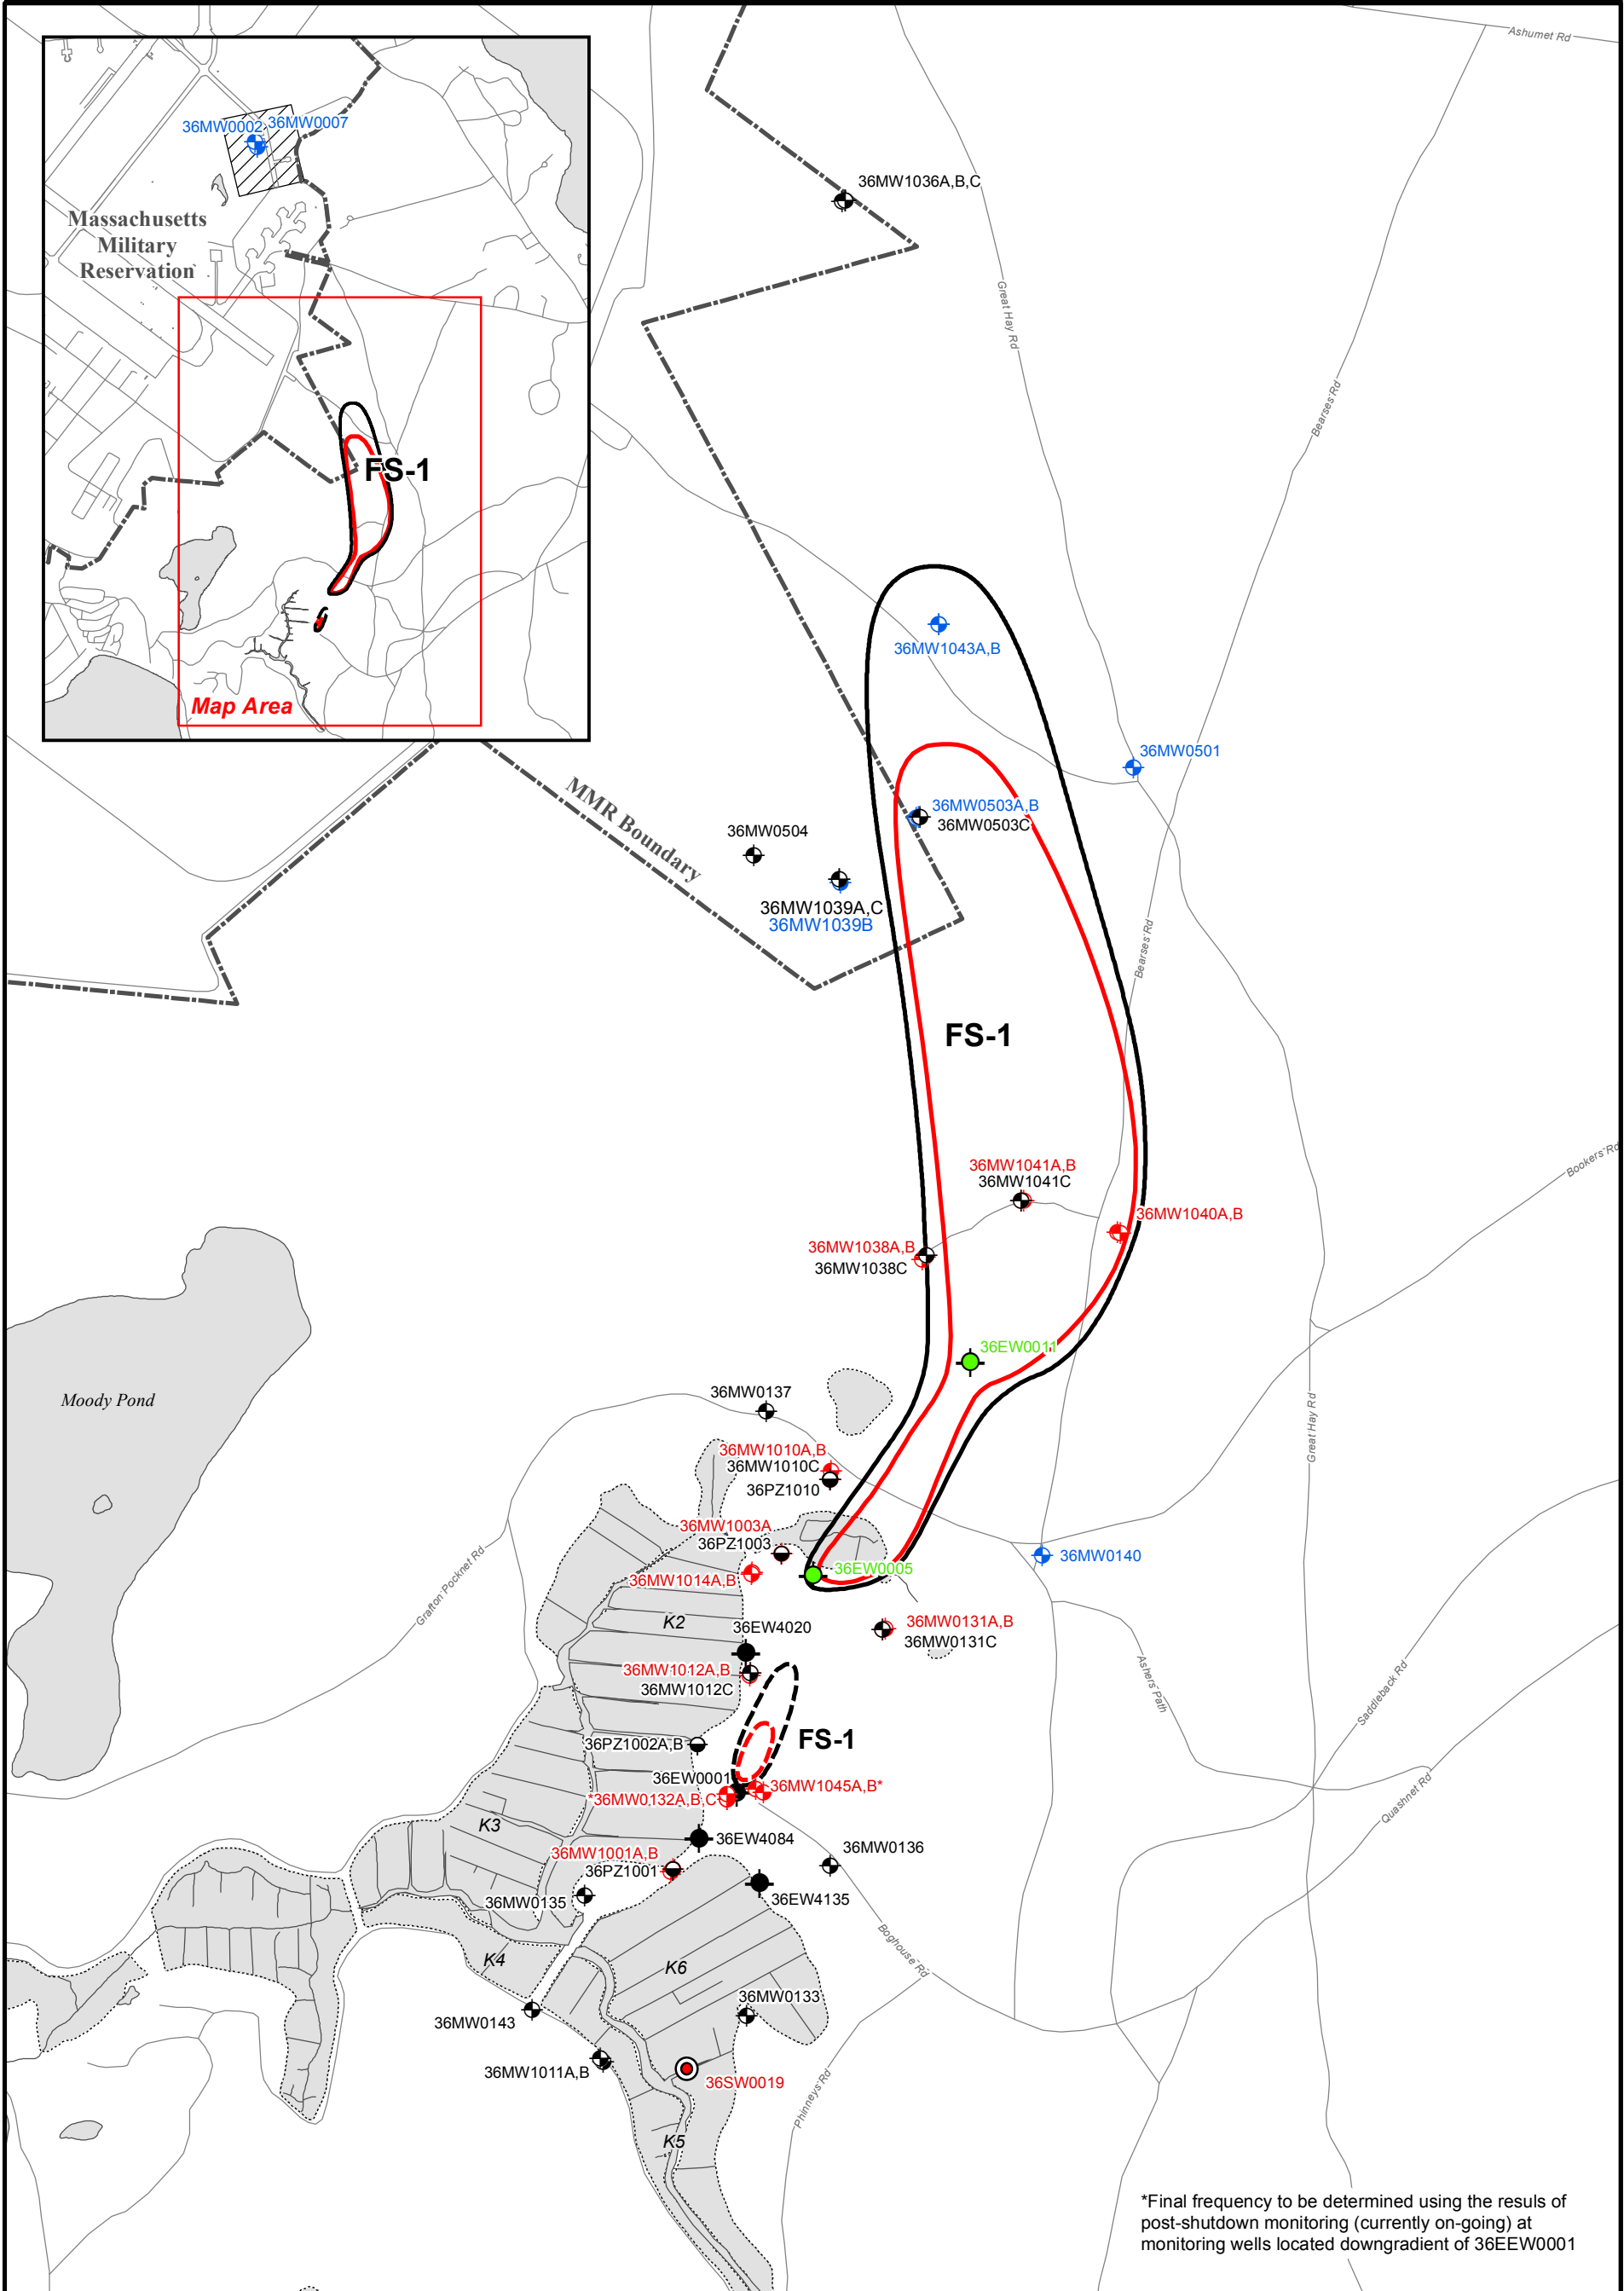 Ashumet Rd
36MW0002
36MW0007
Massachusetts
Military
Reservation
FS-1
Map Area
36MW1036A,B,C
Great Hay Rd
Bearses Rd
36MW1043A,B
36MW0501
MMR Boundary
36MW0503A,B
36MW0503C
36MW0504
36MW1039A,C
36MW1039B
Bearses Rd
FS-1
36MW1041A,B
36MW1041C
Bookers Rd
36MW1040A,B
36MW1038A,B
36MW1038C
36EW0011
Moody Pond
36MW0137
Great Hay Rd
36MW1010A,B
36MW1010C
36PZ1010
36MW1003A
36PZ1003
36EW0005
36MW0140
36MW1014A,B
Grafton Pocknet Rd
K2
36EW4020
36MW0131A,B
36MW0131C
36MW1012A,B
36MW1012C
Ashers Path
Saddleback Rd
FS-1
36PZ1002A,B
36EW0001
36MW1045A,B*
*36MW0132A,B,C
Quashnet Rd
K3
36EW4084
36MW1001A,B
36PZ1001
36MW0136
36MW0135
36EW4135
Boghouse Rd
K4
K6
36MW0133
36MW0143
36MW1011A,B
36SW0019
Phinneys Rd
K5
*Final frequency to be determined using the resuls of
post-shutdown monitoring (currently on-going) at
monitoring wells located downgradient of 36EEW0001